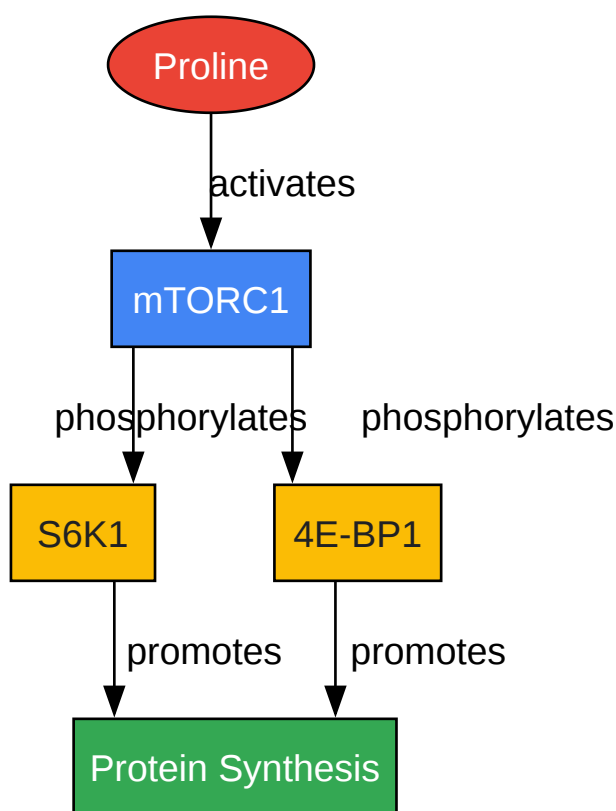 Proline
activates
mTORC1
phosphorylates
phosphorylates
S6K1
4E-BP1
promotes
promotes
Protein Synthesis